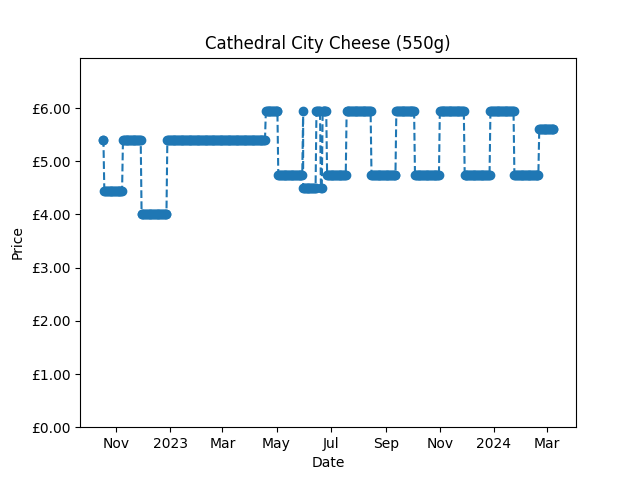 Cathedral City Cheese (550g)
£6.00
£5.00
£4.00
£3.00
£2.00
£1.00
£0.00
Price
Nov 2023 Mar May Jul Sep Nov 2024 Mar
Date